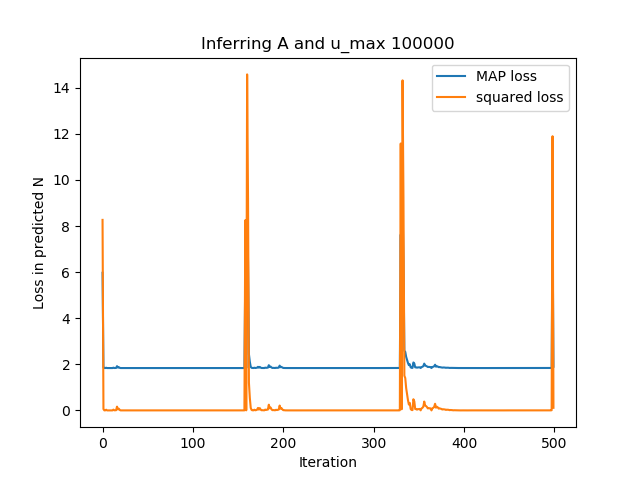 Inferring A and u_max 100000
MAP loss
squared loss
Loss in predicted N
14
12
10
8
6
4
2
0
0 100 200 300 400 500
Iteration